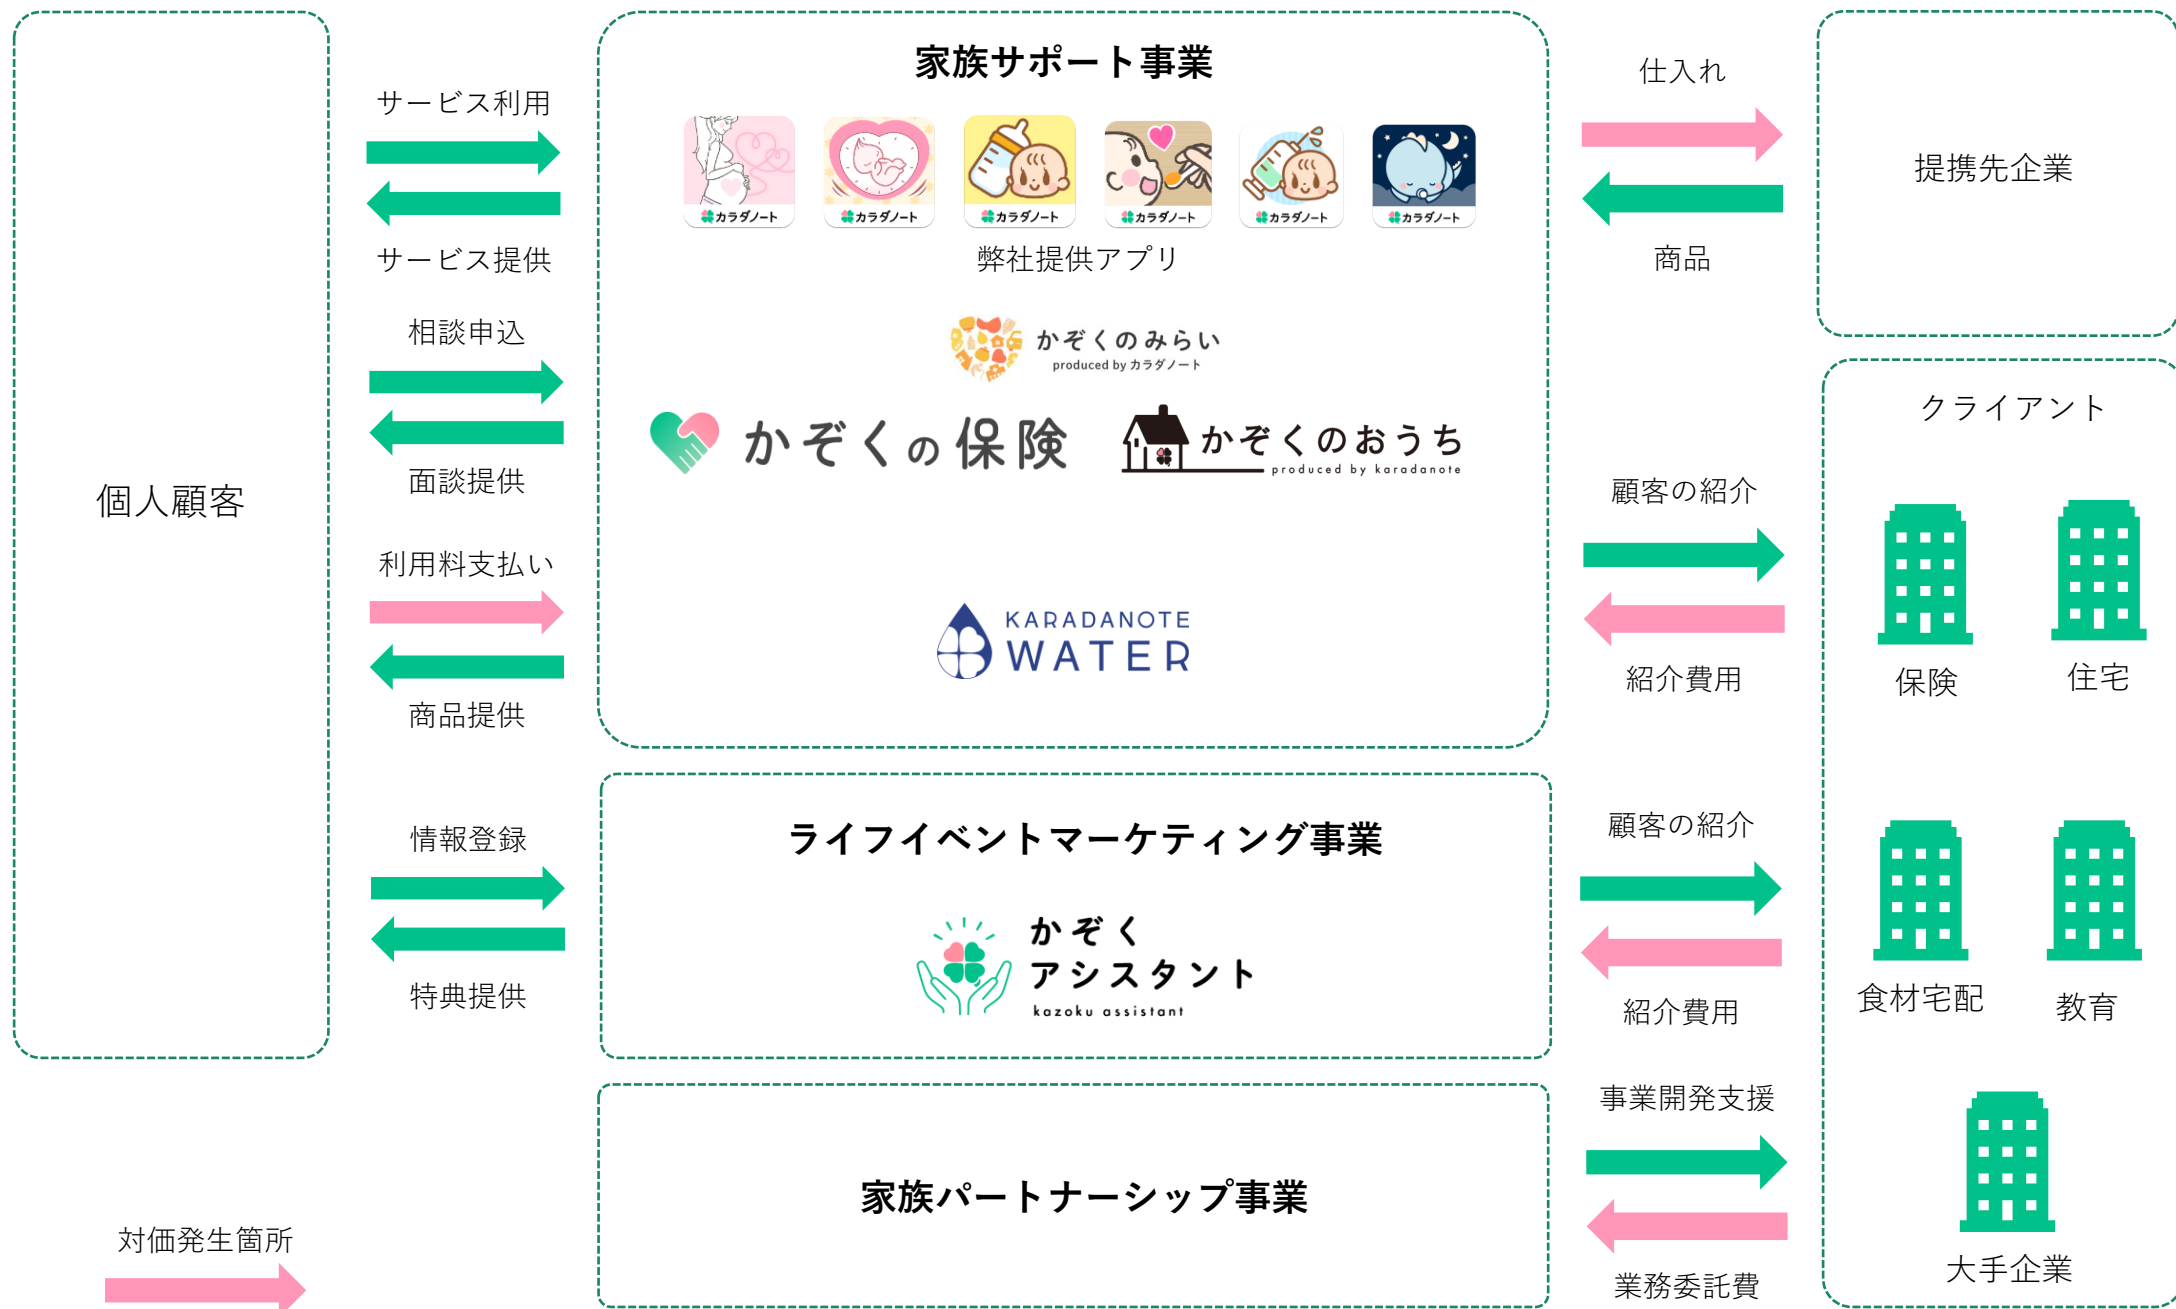 個人顧客
サービス利用
サービス提供
相談申込
面談提供
利用料支払い
商品提供
情報登録
特典提供
対価発生箇所
家族サポート事業
カラダノート
カラダノート
カラダノート
カラダノート
カラダノート
カラダノート
弊社提供アプリ
かぞくのみらい
produced by カラダノート
かぞくの保険
かぞくのおうち
produced by karadanote
KARADANOTE
WATER
ライフイベントマーケティング事業
かぞく
アシスタント
kazoku assistant
家族パートナーシップ事業
仕入れ
商品
顧客の紹介
紹介費用
顧客の紹介
紹介費用
事業開発支援
業務委託費
提携先企業
クライアント
保険
住宅
食材宅配
教育
大手企業